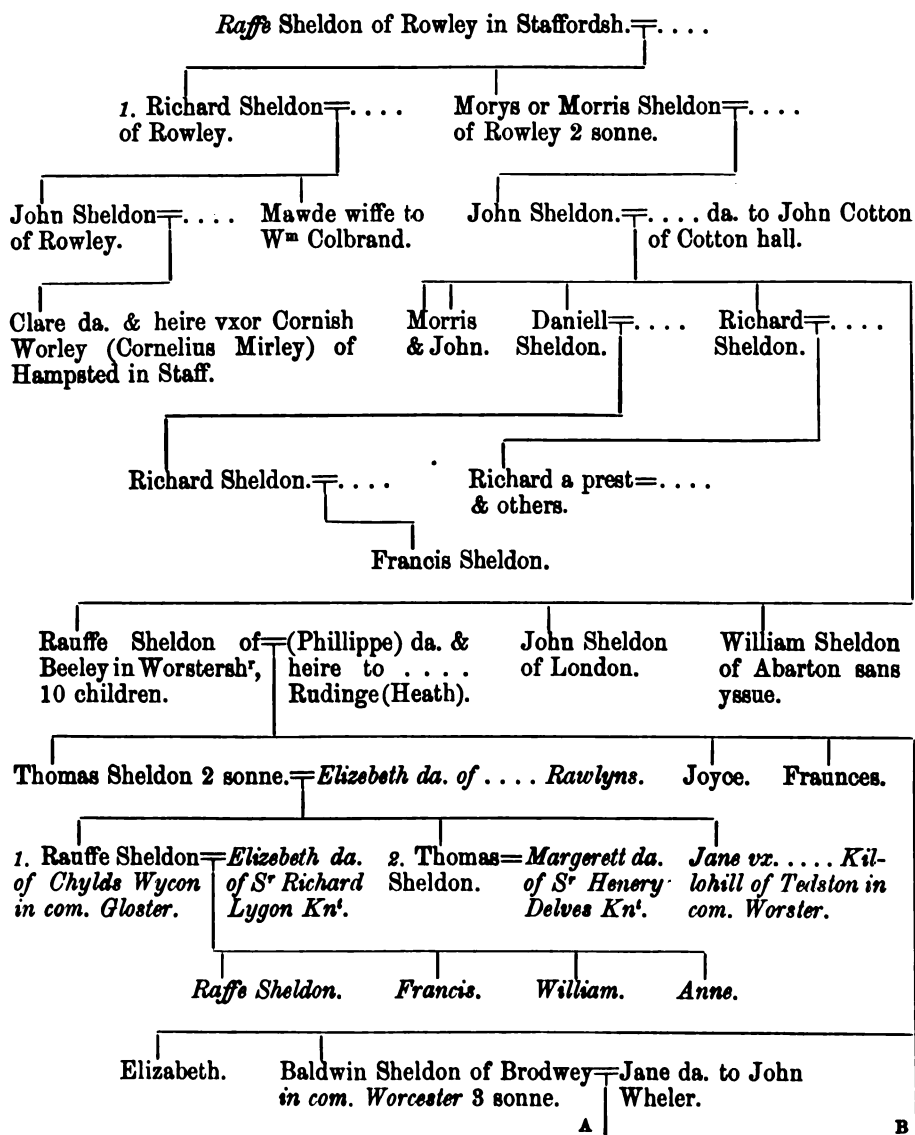 Raffe Sheldon of Rowley in Staffordsh.=. . . .
1. Richard Sheldon=. . . .
of Rowley.
Morys or Morris Sheldon=. . . .
of Rowley 2 sonne.
John Sheldon=. . . .
of Rowley.
Mawde wiffe to
Wm Colbrand.
John Sheldon.=. . . . da. to John Cotton
of Cotton hall.
Clare da. & heire vxor Cornish
Worley (Cornelius Mirley) of
Hampsted in Staff.
Morris
& John.
Daniell=. . . .
Sheldon.
Richard=. . . .
Sheldon.
Richard Sheldon.=. . . .
Richard a prest=. . . .
& others.
Francis Sheldon.
Rauffe Sheldon of=(Phillippe) da. &
Beeley in Worstershr, heire to . . . .
10 children. Rudinge (Heath).
John Sheldon
of London.
William Sheldon
of Abarton sans
yssue.
Thomas Sheldon 2 sonne.=Elizebeth da. of . . . . Rawlyns.
Joyce.
Fraunces.
1. Rauffe Sheldon=Elizebeth da.
of Chylds Wycon of Sr Richard
in com. Gloster. Lygon Knt.
2. Thomas=Margerett da.
Sheldon. of Sr Henery
Delves Knt.
Jane vx. . . . . . Kil-
lohill of Tedston in
com. Worster.
Raffe Sheldon.
Francis.
William.
Anne.
Elizabeth.
Baldwin Sheldon of Brodwey=Jane da. to John
in com. Worcester 3 sonne. Wheler.
A
B